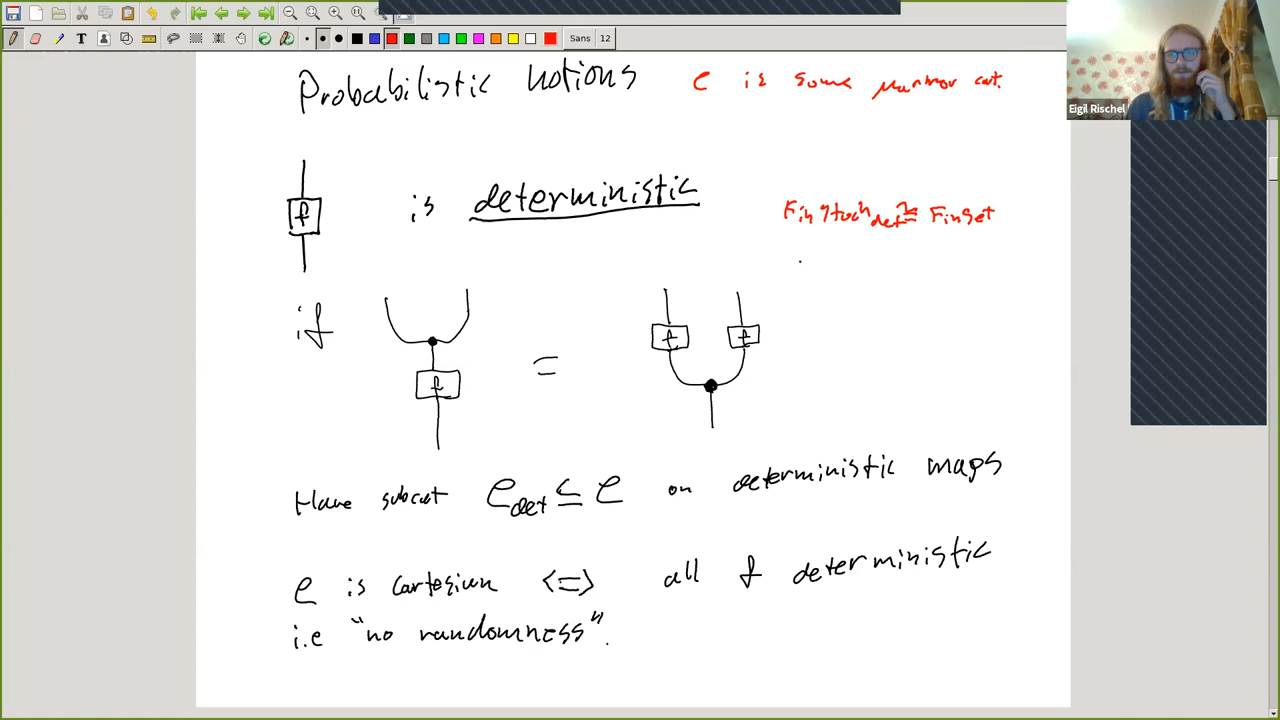 Sans 12
Eigil Rischel
Probabilistic notions
C is some markov cat.
f is deterministic
FinStoch_det ≅ FinSet
if
f = f f
Have subcat C_det ⊆ C on deterministic maps
C is cartesian <=> all f deterministic
i.e "no randomness".